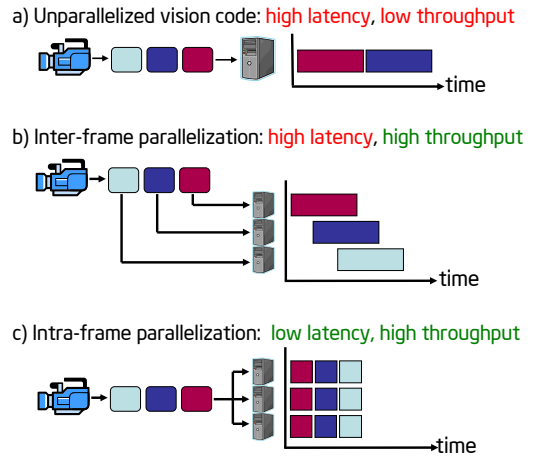 a) Unparallelized vision code: high latency, low throughput
time
b) Inter-frame parallelization: high latency, high throughput
time
c) Intra-frame parallelization: low latency, high throughput
time